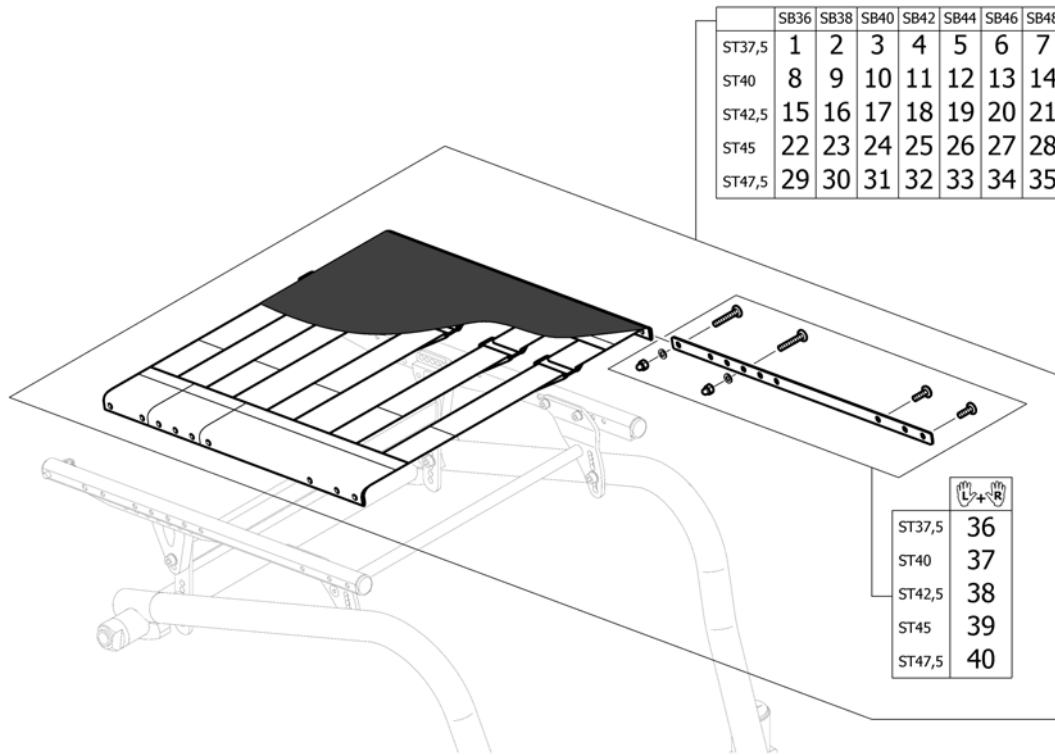 SB36 SB38 SB40 SB42 SB44 SB46 SB48
ST37,5 1 2 3 4 5 6 7
ST40 8 9 10 11 12 13 14
ST42,5 15 16 17 18 19 20 21
ST45 22 23 24 25 26 27 28
ST47,5 29 30 31 32 33 34 35
L + R
ST37,5 36
ST40 37
ST42,5 38
ST45 39
ST47,5 40